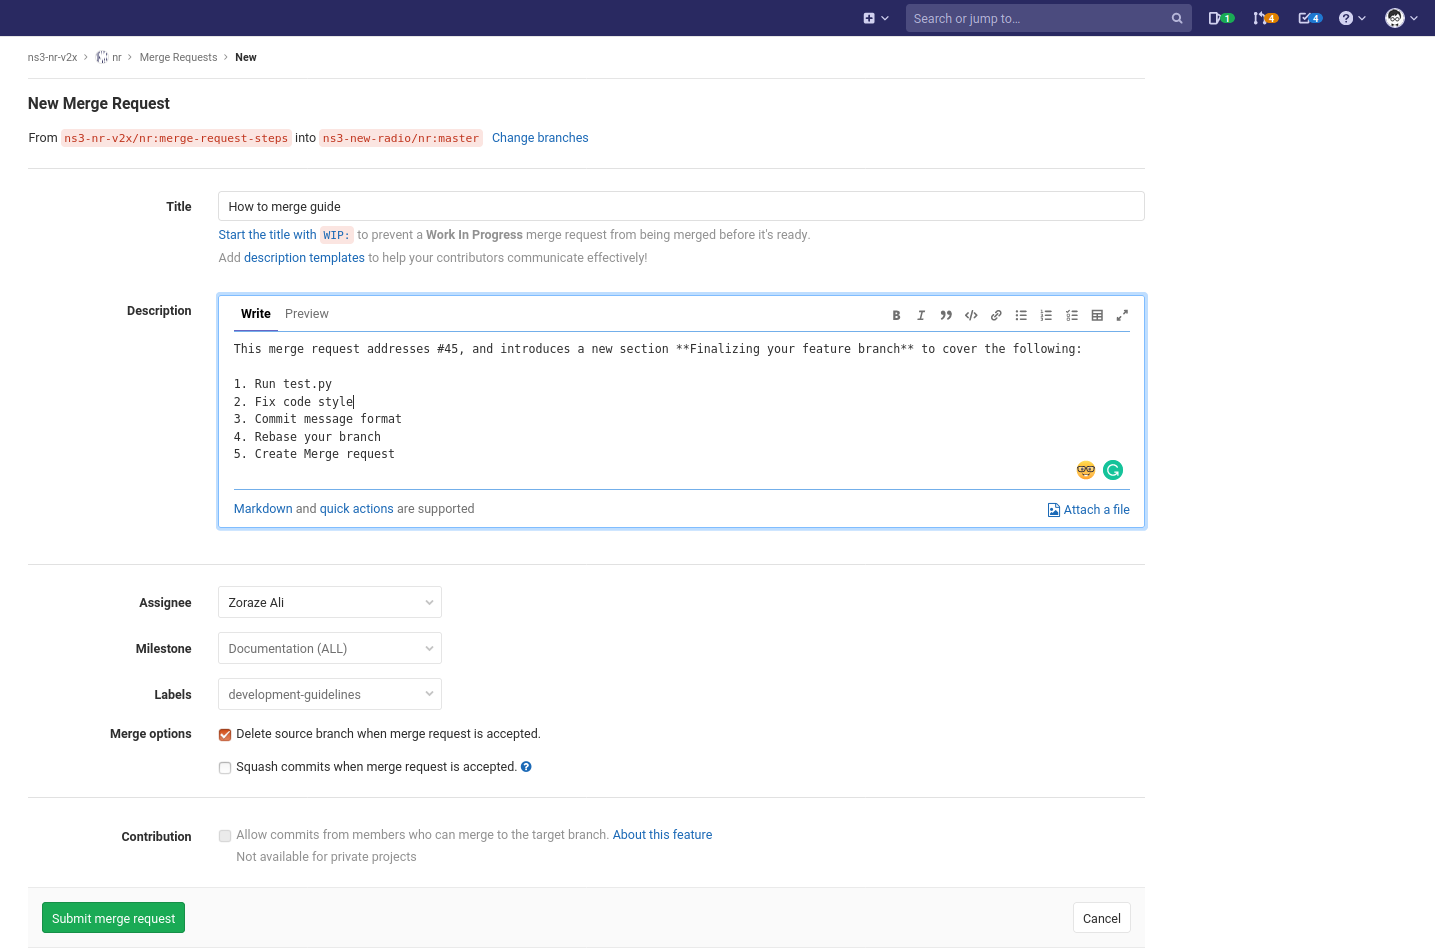 Search or jump to... 1 4 4
ns3-nr-v2x > nr > Merge Requests > New
New Merge Request
From ns3-nr-v2x/nr:merge-request-steps into ns3-new-radio/nr:master Change branches
Title How to merge guide
Start the title with WIP: to prevent a Work In Progress merge request from being merged before it's ready.
Add description templates to help your contributors communicate effectively!
Description
Write Preview
This merge request addresses #45, and introduces a new section **Finalizing your feature branch** to cover the following:
1. Run test.py
2. Fix code style
3. Commit message format
4. Rebase your branch
5. Create Merge request
Markdown and quick actions are supported Attach a file
Assignee Zoraze Ali
Milestone Documentation (ALL)
Labels development-guidelines
Merge options Delete source branch when merge request is accepted.
Squash commits when merge request is accepted.
Contribution Allow commits from members who can merge to the target branch. About this feature
Not available for private projects
Submit merge request Cancel